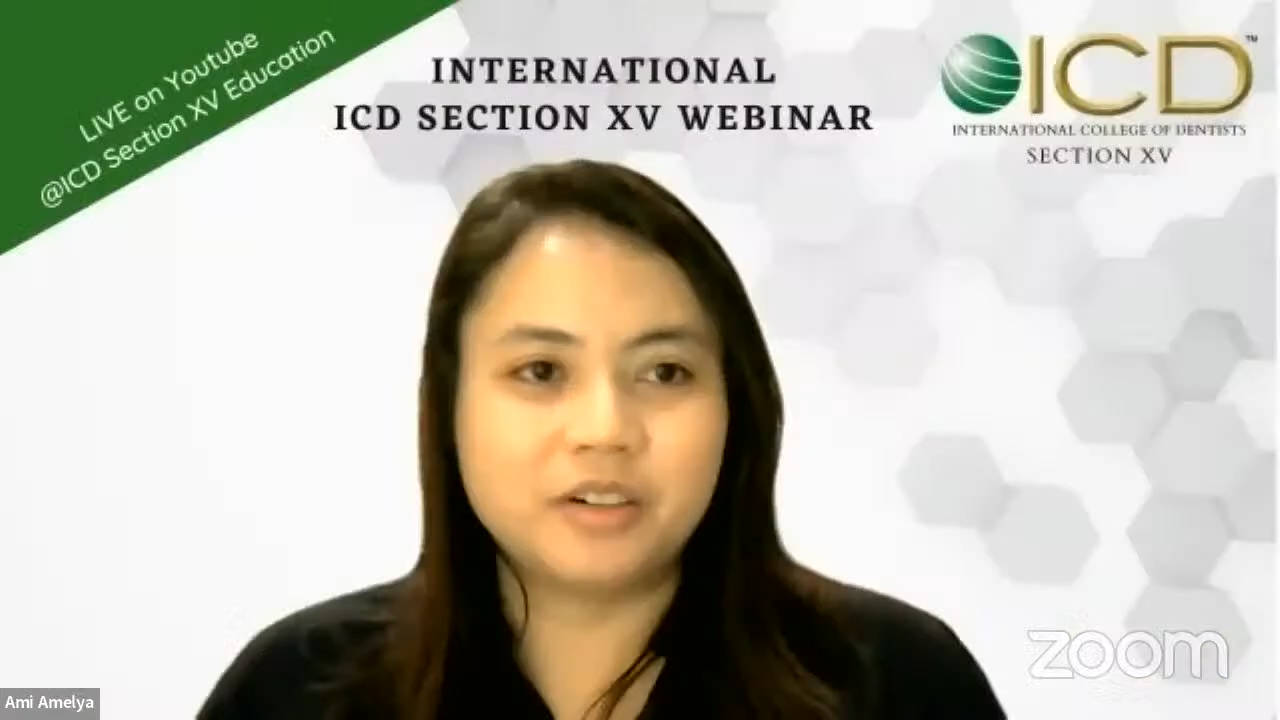 LIVE on Youtube
@ICD Section XV Education
INTERNATIONAL
ICD SECTION XV WEBINAR
ICD™
INTERNATIONAL COLLEGE OF DENTISTS
SECTION XV
zoom
Ami Amelya